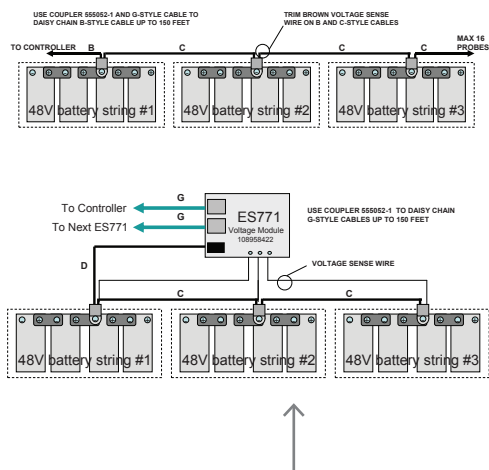 USE COUPLER 555052-1 AND G-STYLE CABLE TO
DAISY CHAIN B-STYLE CABLE UP TO 150 FEET
TRIM BROWN VOLTAGE SENSE
WIRE ON B AND C-STYLE CABLES
TO CONTROLLER
B
C
C
C
MAX 16
PROBES
48V battery string #1
48V battery string #2
48V battery string #3
To Controller
G
To Next ES771
G
ES771
Voltage Module
108958422
USE COUPLER 555052-1 TO DAISY CHAIN
G-STYLE CABLES UP TO 150 FEET
VOLTAGE SENSE WIRE
D
C
C
48V battery string #1
48V battery string #2
48V battery string #3